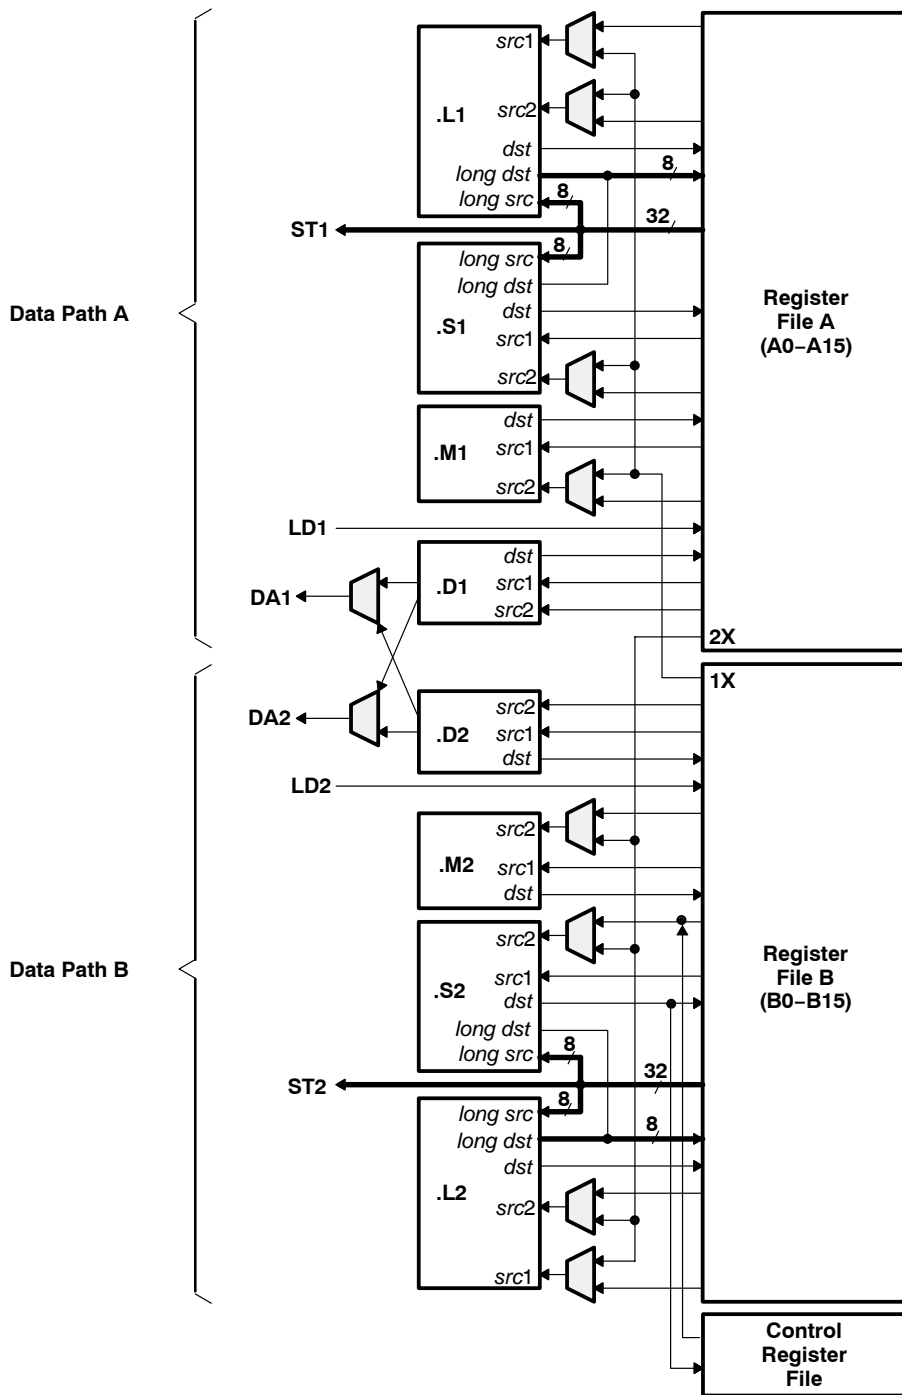 src1
.L1
src2
dst
long dst
8
long src
8
ST1
32
8
long src
long dst
Data Path A
dst
.S1
src1
src2
Register
File A
(A0−A15)
dst
.M1
src1
src2
LD1
dst
.D1
src1
DA1
src2
2X
1X
src2
DA2
.D2
src1
dst
LD2
src2
.M2
src1
dst
src2
Data Path B
.S2
src1
dst
Register
File B
(B0−B15)
long dst
8
long src
ST2
32
8
long src
8
long dst
dst
.L2
src2
src1
Control
Register
File